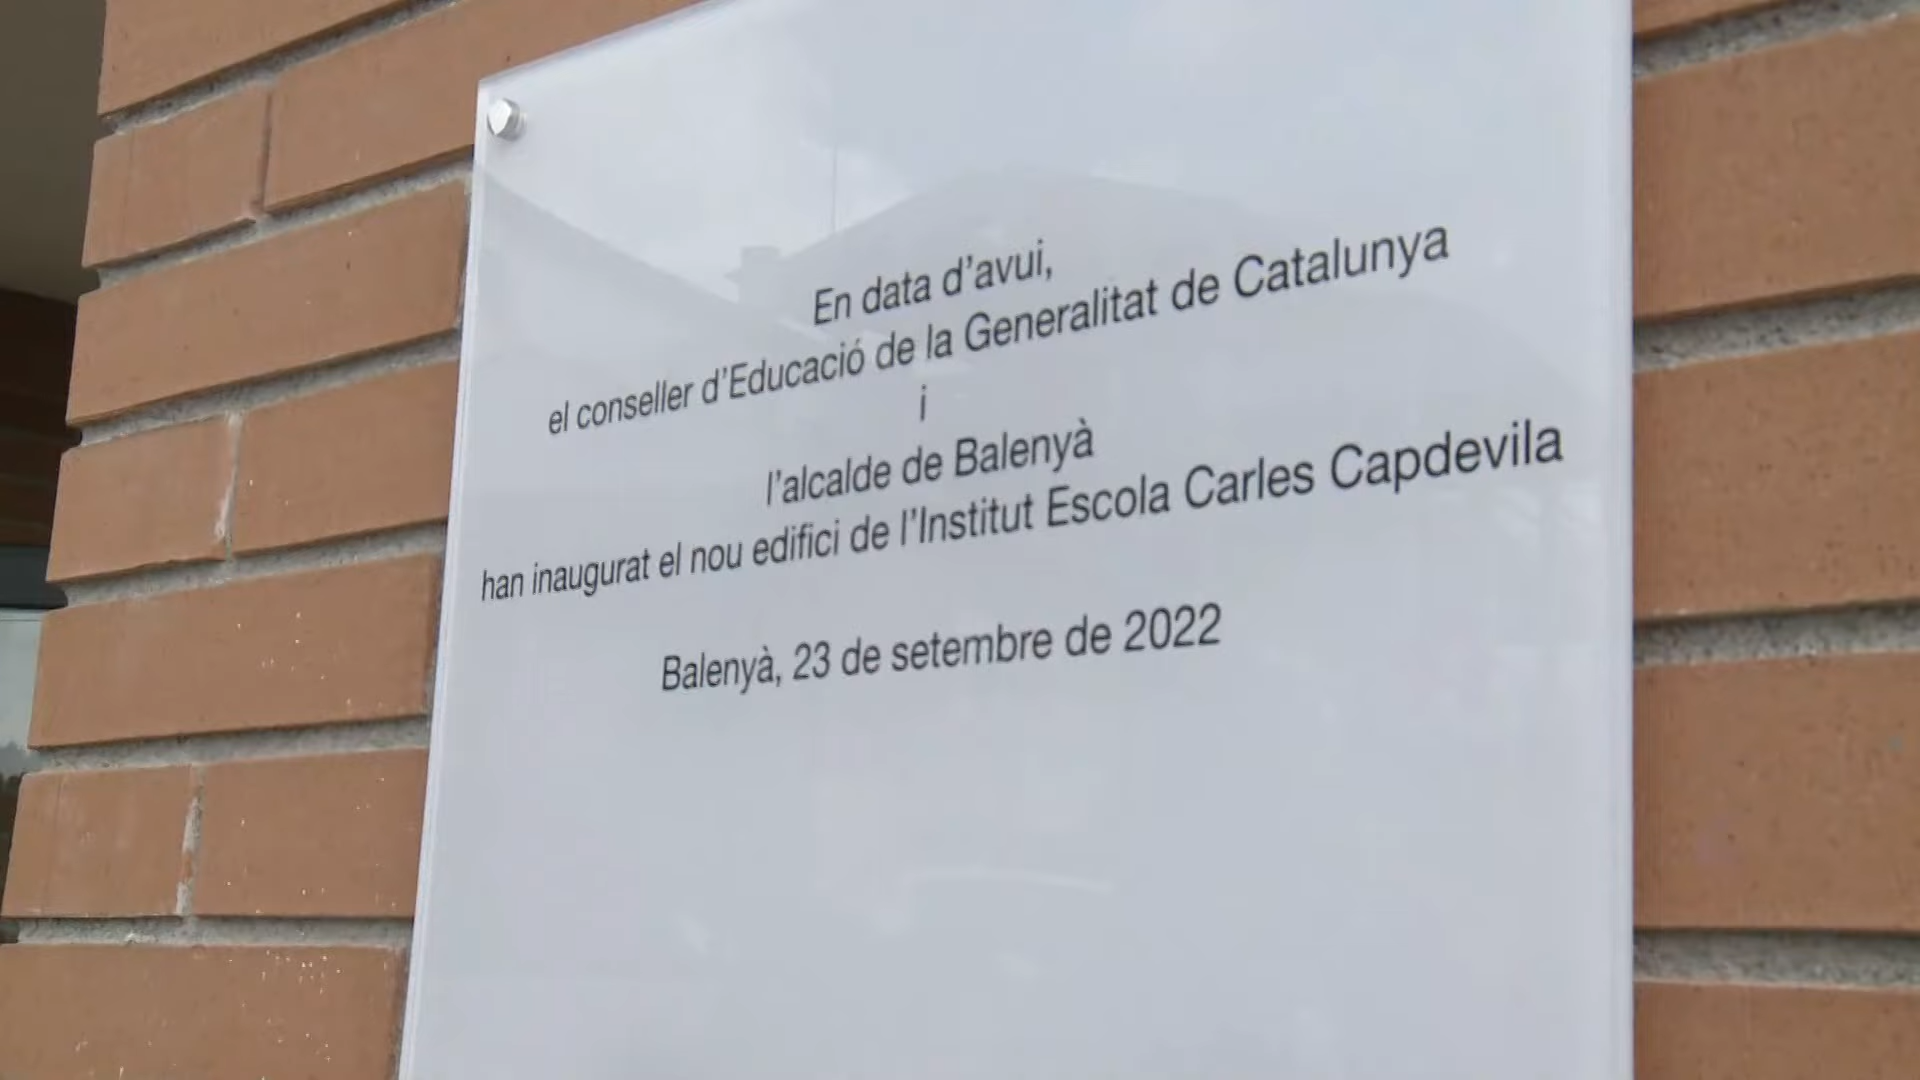 En data d'avui,
el conseller d'Educació de la Generalitat de Catalunya
i
l'alcalde de Balenyà
han inaugurat el nou edifici de l'Institut Escola Carles Capdevila
Balenyà, 23 de setembre de 2022